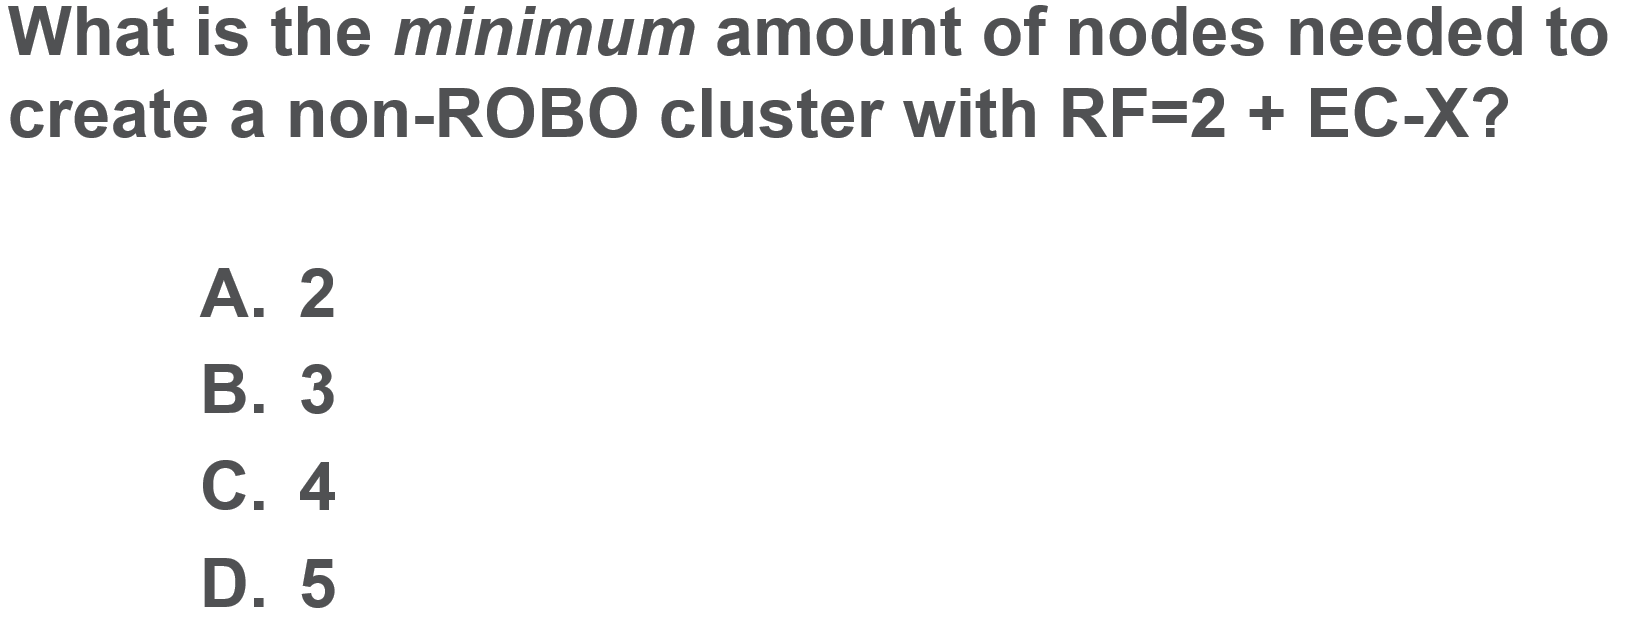 What is the minimum amount of nodes needed to
create a non-ROBO cluster with RF=2 + EC-X?
A. 2
B. 3
C. 4
D. 5